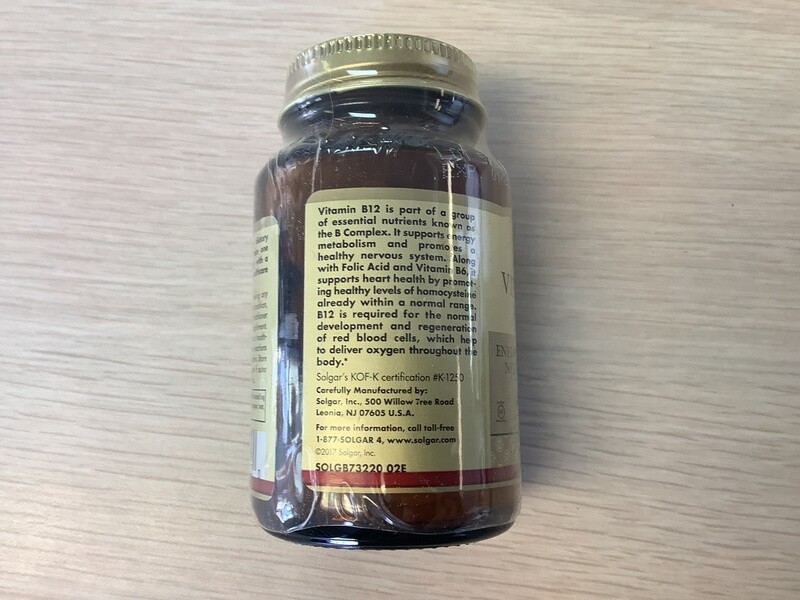 Vitamin B12 is part of a group
of essential nutrients known as
the B Complex. It supports energy
metabolism and promotes a
healthy nervous system. Along
with Folic Acid and Vitamin B6, it
supports heart health by promot-
ing healthy levels of homocysteine
already within a normal range.
B12 is required for the normal
development and regeneration
of red blood cells, which help
to deliver oxygen throughout the
body.*
Solgar's KOF-K certification #K-1250
Carefully Manufactured by:
Solgar, Inc., 500 Willow Tree Road
Leonia, NJ 07605 U.S.A.
For more information, call toll-free
1-877-SOLGAR 4, www.solgar.com
©2017 Solgar, Inc.
SOLGB73220 02E